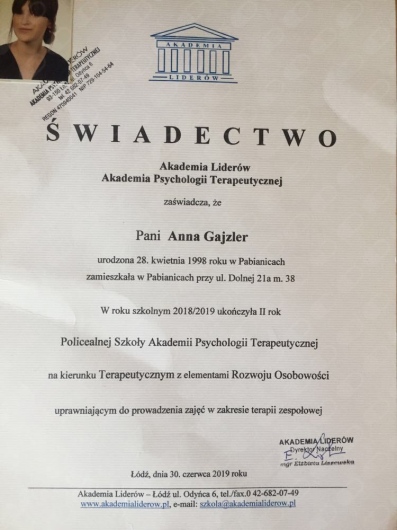 AKADEMIA
LIDERÓW
ŚWIADECTWO
Akademia Liderów
Akademia Psychologii Terapeutycznej
zaświadcza, że
Pani Anna Gajzler
urodzona 28. kwietnia 1998 roku w Pabianicach
zamieszkała w Pabianicach przy ul. Dolnej 21a m. 38
W roku szkolnym 2018/2019 ukończyła II rok
Policealnej Szkoły Akademii Psychologii Terapeutycznej
na kierunku Terapeutycznym z elementami Rozwoju Osobowości
uprawniającym do prowadzenia zajęć w zakresie terapii zespołowej
AKADEMIA LIDERÓW
Dyrektor Naczelny
mgr Elżbieta
Łódź, dnia 30. czerwca 2019 roku
Akademia Liderów – Łódź ul. Odyńca 6, tel./fax.0 42-682-07-49
www.akademialiderow.pl, e-mail: szkola@akademialiderow.pl